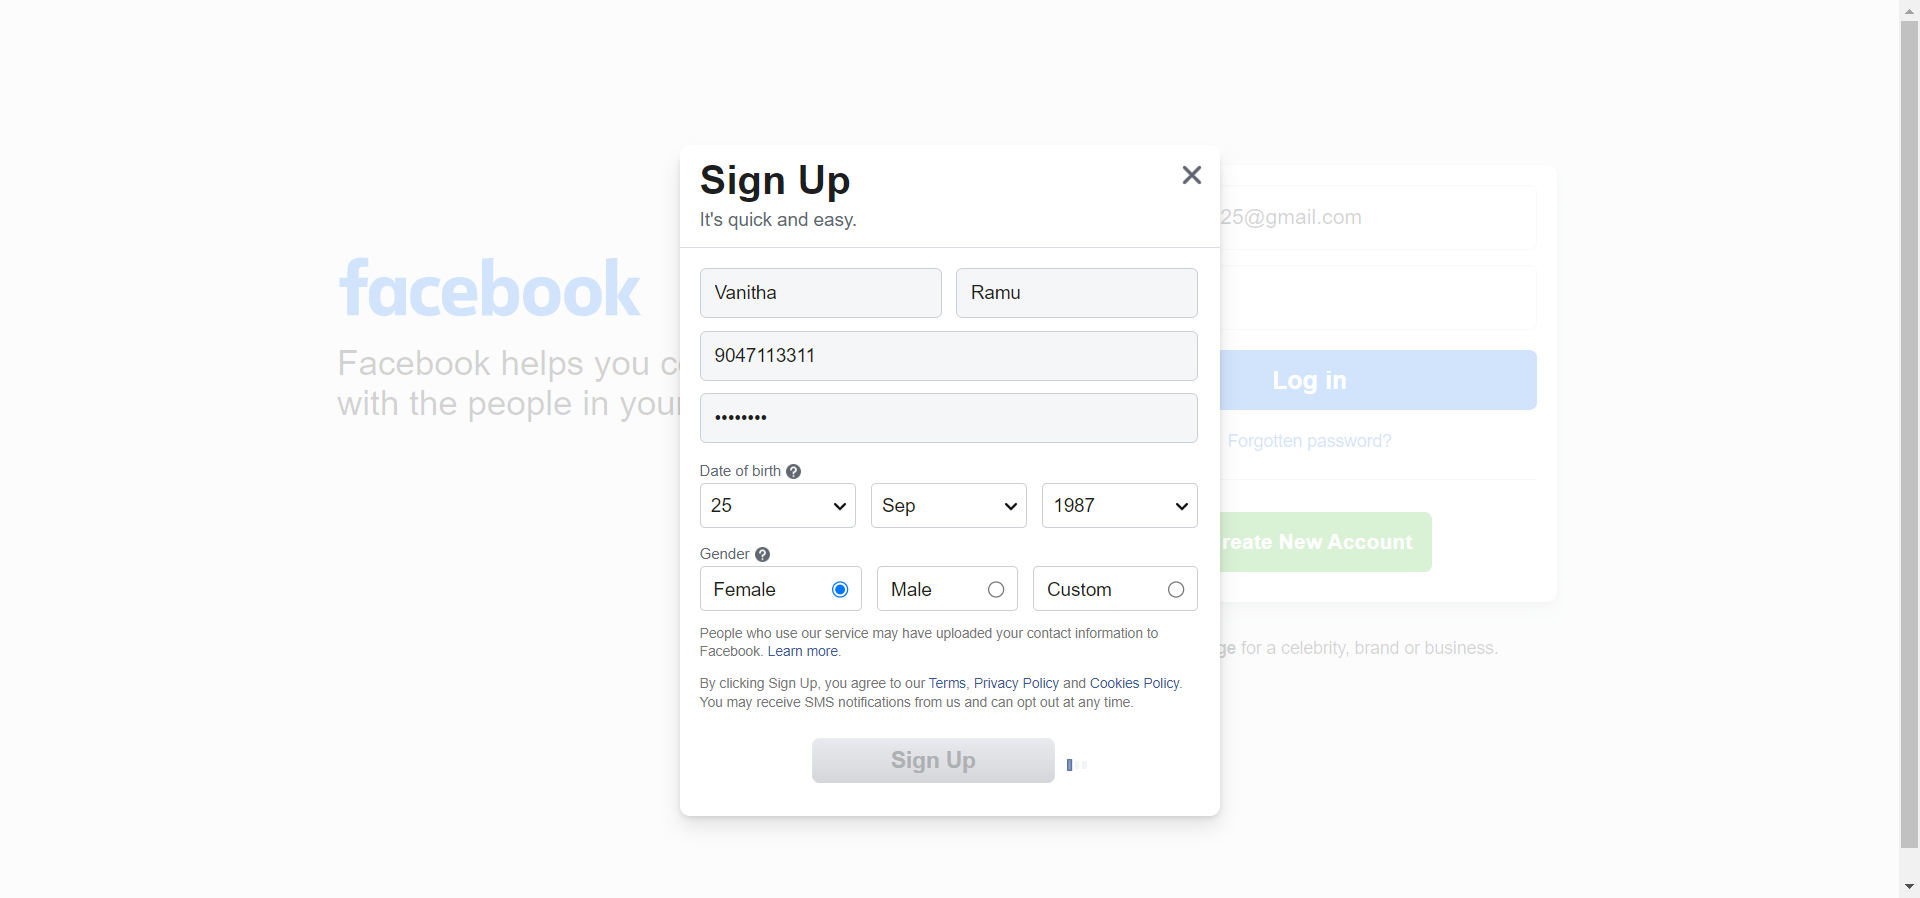 Sign Up
It's quick and easy.
Vanitha
Ramu
9047113311
••••••••
Date of birth
25
Sep
1987
Gender
Female
Male
Custom
People who use our service may have uploaded your contact information to
Facebook. Learn more.
By clicking Sign Up, you agree to our Terms, Privacy Policy and Cookies Policy.
You may receive SMS notifications from us and can opt out at any time.
Sign Up
facebook
Facebook helps you
with the people in your
25@gmail.com
Log in
Forgotten password?
reate New Account
ge for a celebrity, brand or business.